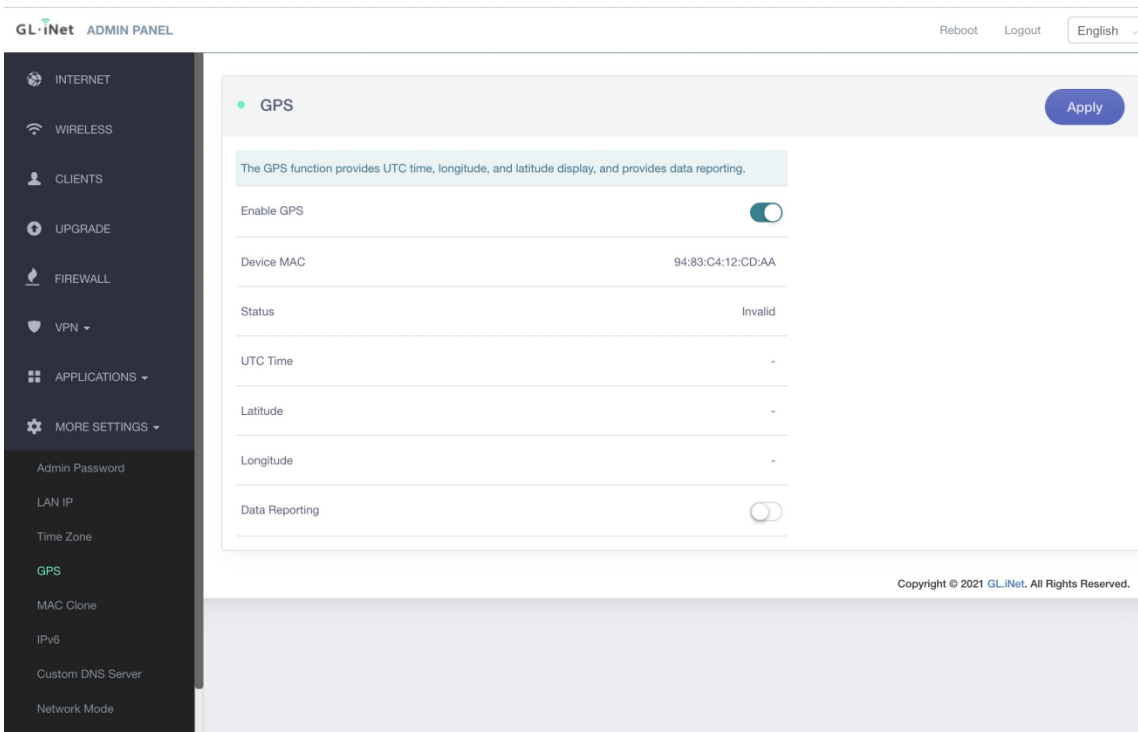 GL·iNet ADMIN PANEL
Reboot Logout English
INTERNET
WIRELESS
CLIENTS
UPGRADE
FIREWALL
VPN
APPLICATIONS
MORE SETTINGS
Admin Password
LAN IP
Time Zone
GPS
MAC Clone
IPv6
Custom DNS Server
Network Mode
GPS
Apply
The GPS function provides UTC time, longitude, and latitude display, and provides data reporting.
Enable GPS
Device MAC 94:83:C4:12:CD:AA
Status Invalid
UTC Time -
Latitude -
Longitude -
Data Reporting
Copyright © 2021 GL.iNet. All Rights Reserved.